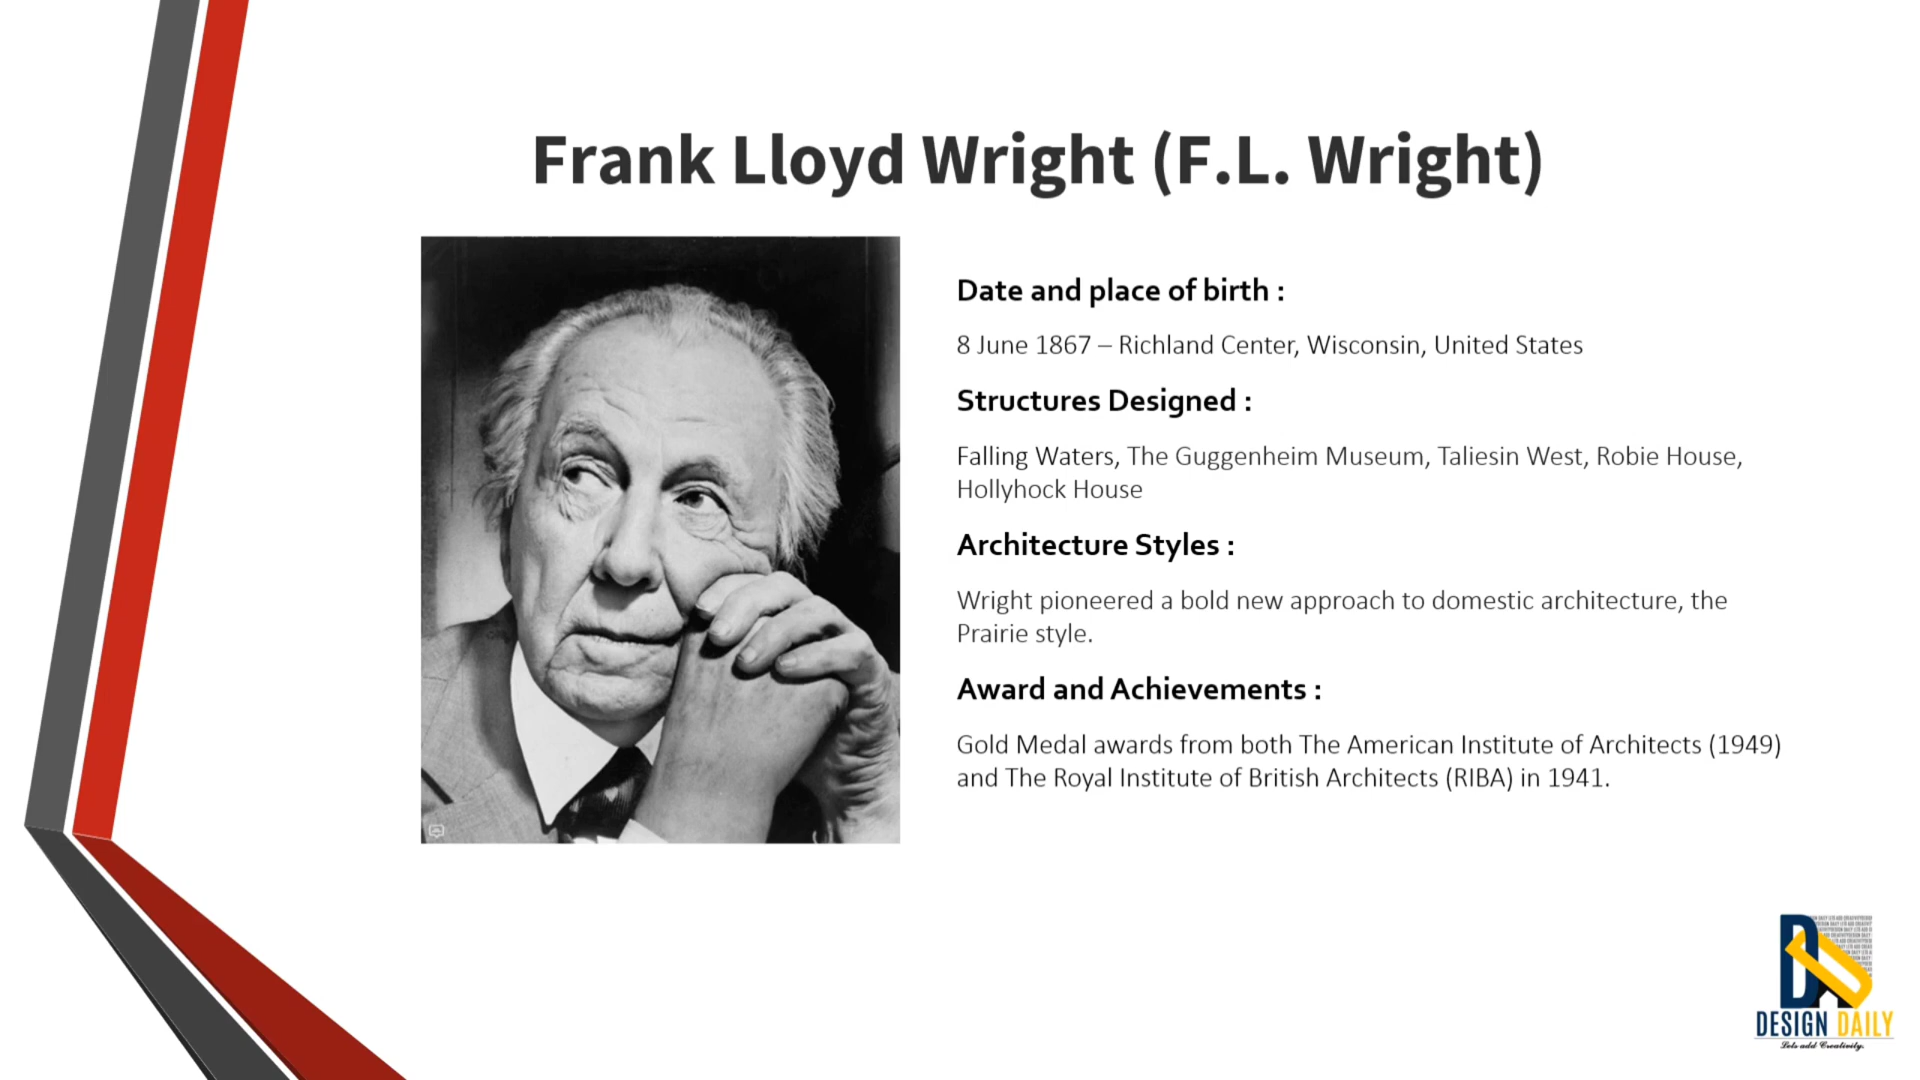 Frank Lloyd Wright (F.L. Wright)
Date and place of birth :
8 June 1867 – Richland Center, Wisconsin, United States
Structures Designed :
Falling Waters, The Guggenheim Museum, Taliesin West, Robie House,
Hollyhock House
Architecture Styles :
Wright pioneered a bold new approach to domestic architecture, the
Prairie style.
Award and Achievements :
Gold Medal awards from both The American Institute of Architects (1949)
and The Royal Institute of British Architects (RIBA) in 1941.
DESIGN DAILY
Lets add Creativity.